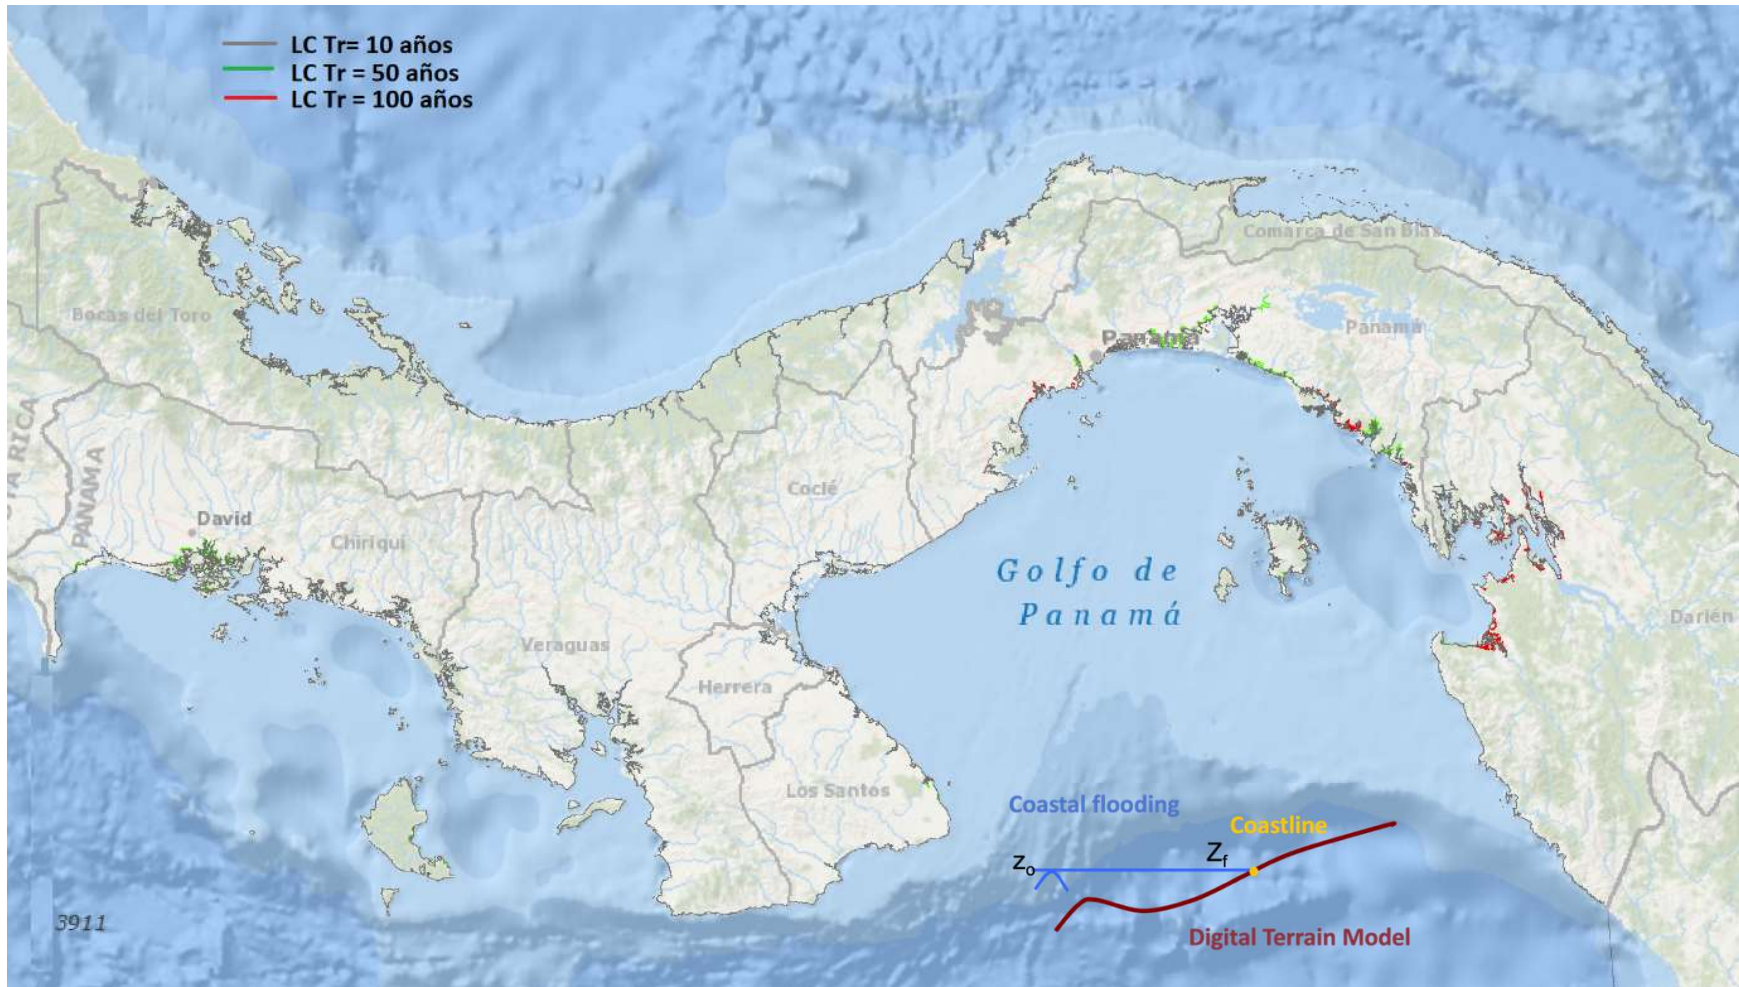 LC Tr= 10 años
LC Tr = 50 años
LC Tr = 100 años
Comarca de San Blas
Bocas del Toro
Panamá
Panamá
PANAMA
David
Chiriquí
Coclé
Golfo de
Panamá
Veraguas
Darién
Herrera
Los Santos
Coastal flooding
Coastline
Zo
Zf
3911
Digital Terrain Model